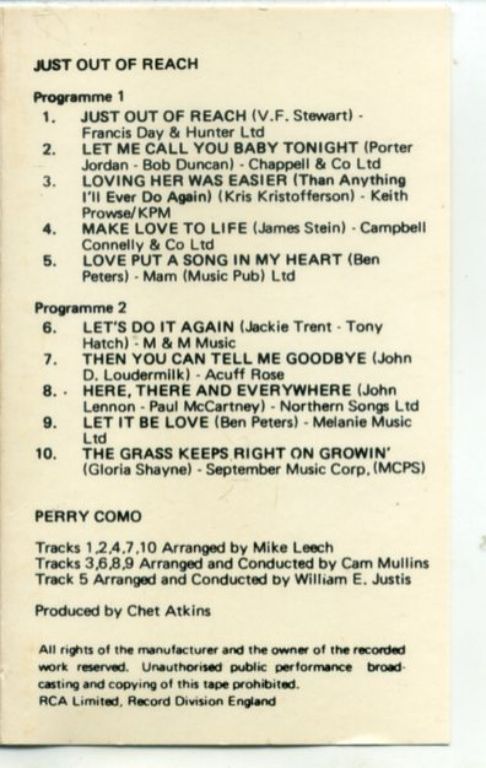 JUST OUT OF REACH
Programme 1
1. JUST OUT OF REACH (V.F. Stewart) -
Francis Day & Hunter Ltd
2. LET ME CALL YOU BABY TONIGHT (Porter
Jordan - Bob Duncan) - Chappell & Co Ltd
3. LOVING HER WAS EASIER (Than Anything
I'll Ever Do Again) (Kris Kristofferson) - Keith
Prowse/KPM
4. MAKE LOVE TO LIFE (James Stein) - Campbell
Connelly & Co Ltd
5. LOVE PUT A SONG IN MY HEART (Ben
Peters) - Mam (Music Pub) Ltd
Programme 2
6. LET'S DO IT AGAIN (Jackie Trent - Tony
Hatch) - M & M Music
7. THEN YOU CAN TELL ME GOODBYE (John
D. Loudermilk) - Acuff Rose
8. HERE, THERE AND EVERYWHERE (John
Lennon - Paul McCartney) - Northern Songs Ltd
9. LET IT BE LOVE (Ben Peters) - Melanie Music
Ltd
10. THE GRASS KEEPS RIGHT ON GROWIN'
(Gloria Shayne) - September Music Corp, (MCPS)
PERRY COMO
Tracks 1,2,4,7,10 Arranged by Mike Leech
Tracks 3,6,8,9 Arranged and Conducted by Cam Mullins
Track 5 Arranged and Conducted by William E. Justis
Produced by Chet Atkins
All rights of the manufacturer and the owner of the recorded
work reserved. Unauthorised public performance broad-
casting and copying of this tape prohibited.
RCA Limited, Record Division England